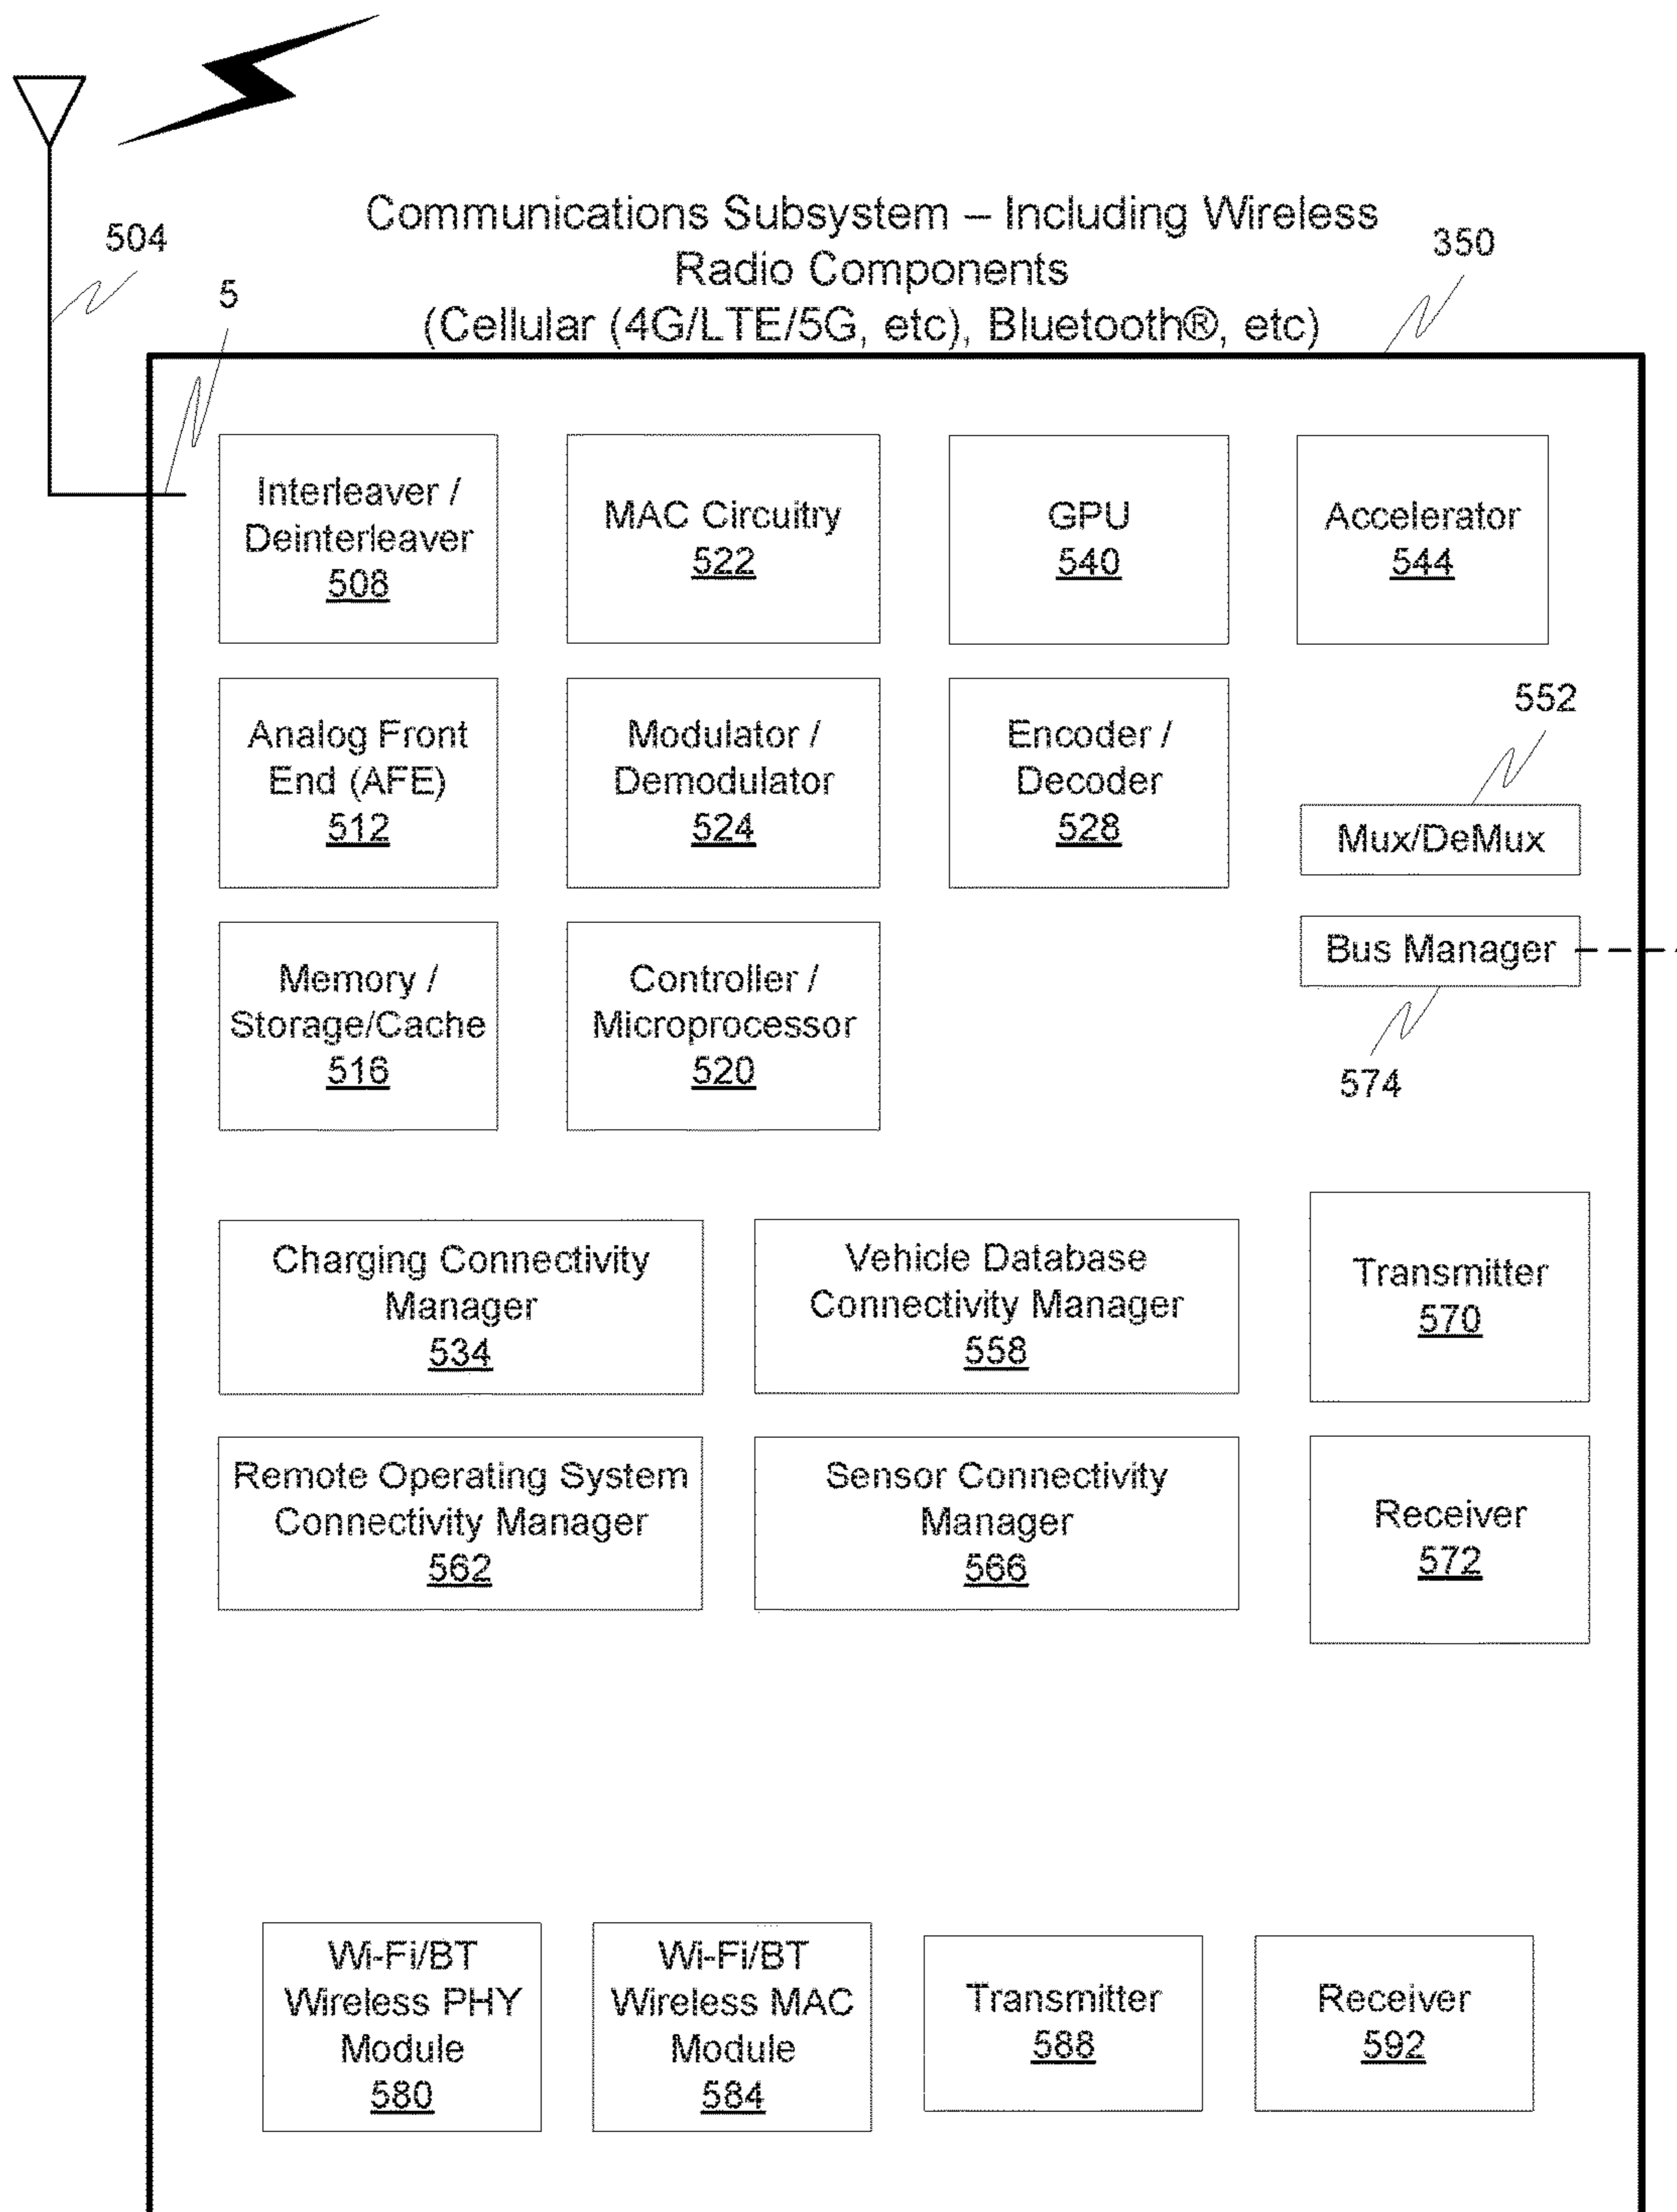 Communications Subsystem – Including Wireless
Radio Components
(Cellular (4G/LTE/5G, etc), Bluetooth®, etc)
504
5
350
Interleaver /
Deinterleaver
508
MAC Circuitry
522
GPU
540
Accelerator
544
Analog Front
End (AFE)
512
Modulator /
Demodulator
524
Encoder /
Decoder
528
552
Mux/DeMux
Memory /
Storage/Cache
516
Controller /
Microprocessor
520
Bus Manager
574
Charging Connectivity
Manager
534
Vehicle Database
Connectivity Manager
558
Transmitter
570
Remote Operating System
Connectivity Manager
562
Sensor Connectivity
Manager
566
Receiver
572
Wi-Fi/BT
Wireless PHY
Module
580
Wi-Fi/BT
Wireless MAC
Module
584
Transmitter
588
Receiver
592